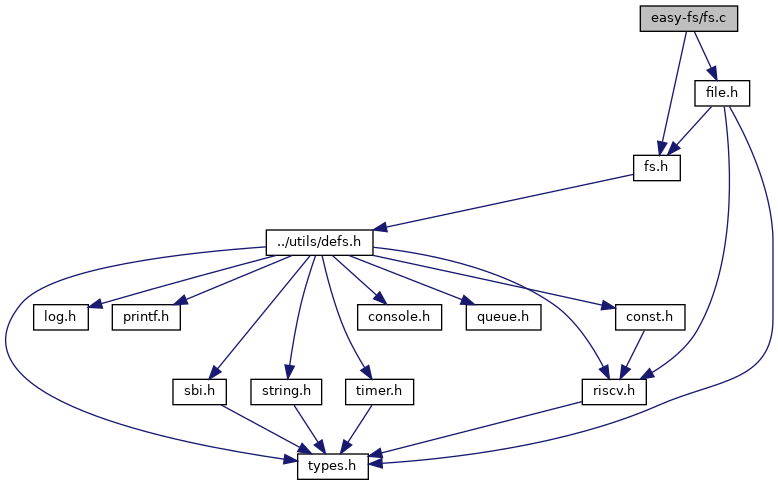 easy-fs/fs.c
file.h
fs.h
../utils/defs.h
log.h
printf.h
console.h
queue.h
const.h
sbi.h
string.h
timer.h
riscv.h
types.h